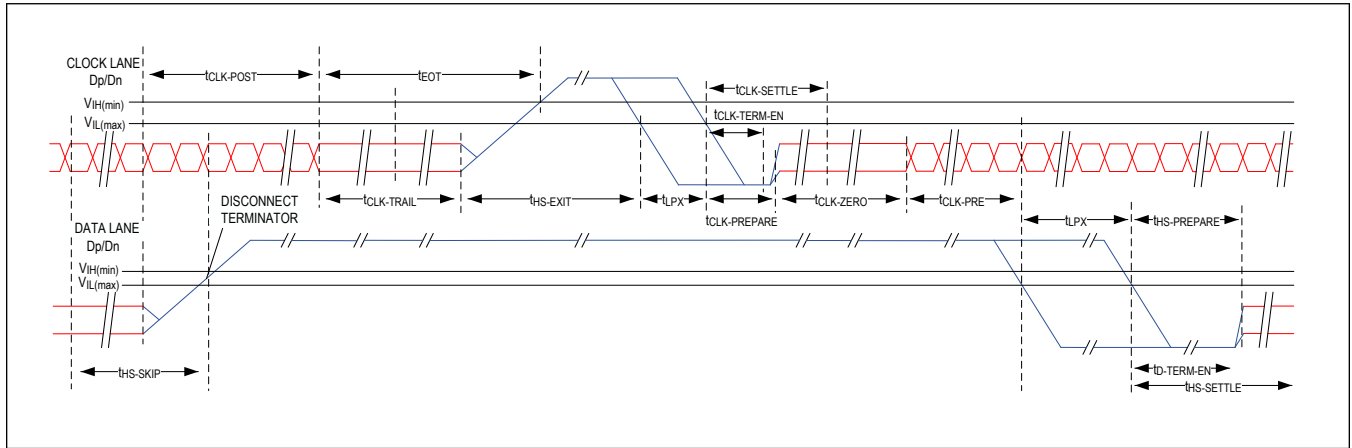 CLOCK LANE
Dp/Dn
tCLK-POST
tEOT
tCLK-SETTLE
VIH(min)
tCLK-TERM-EN
VIL(max)
DISCONNECT
TERMINATOR
tCLK-TRAIL
tHS-EXIT
tLPX
tCLK-PREPARE
tCLK-ZERO
tCLK-PRE
DATA LANE
Dp/Dn
tLPX
tHS-PREPARE
VIH(min)
VIL(max)
tHS-SKIP
tD-TERM-EN
tHS-SETTLE